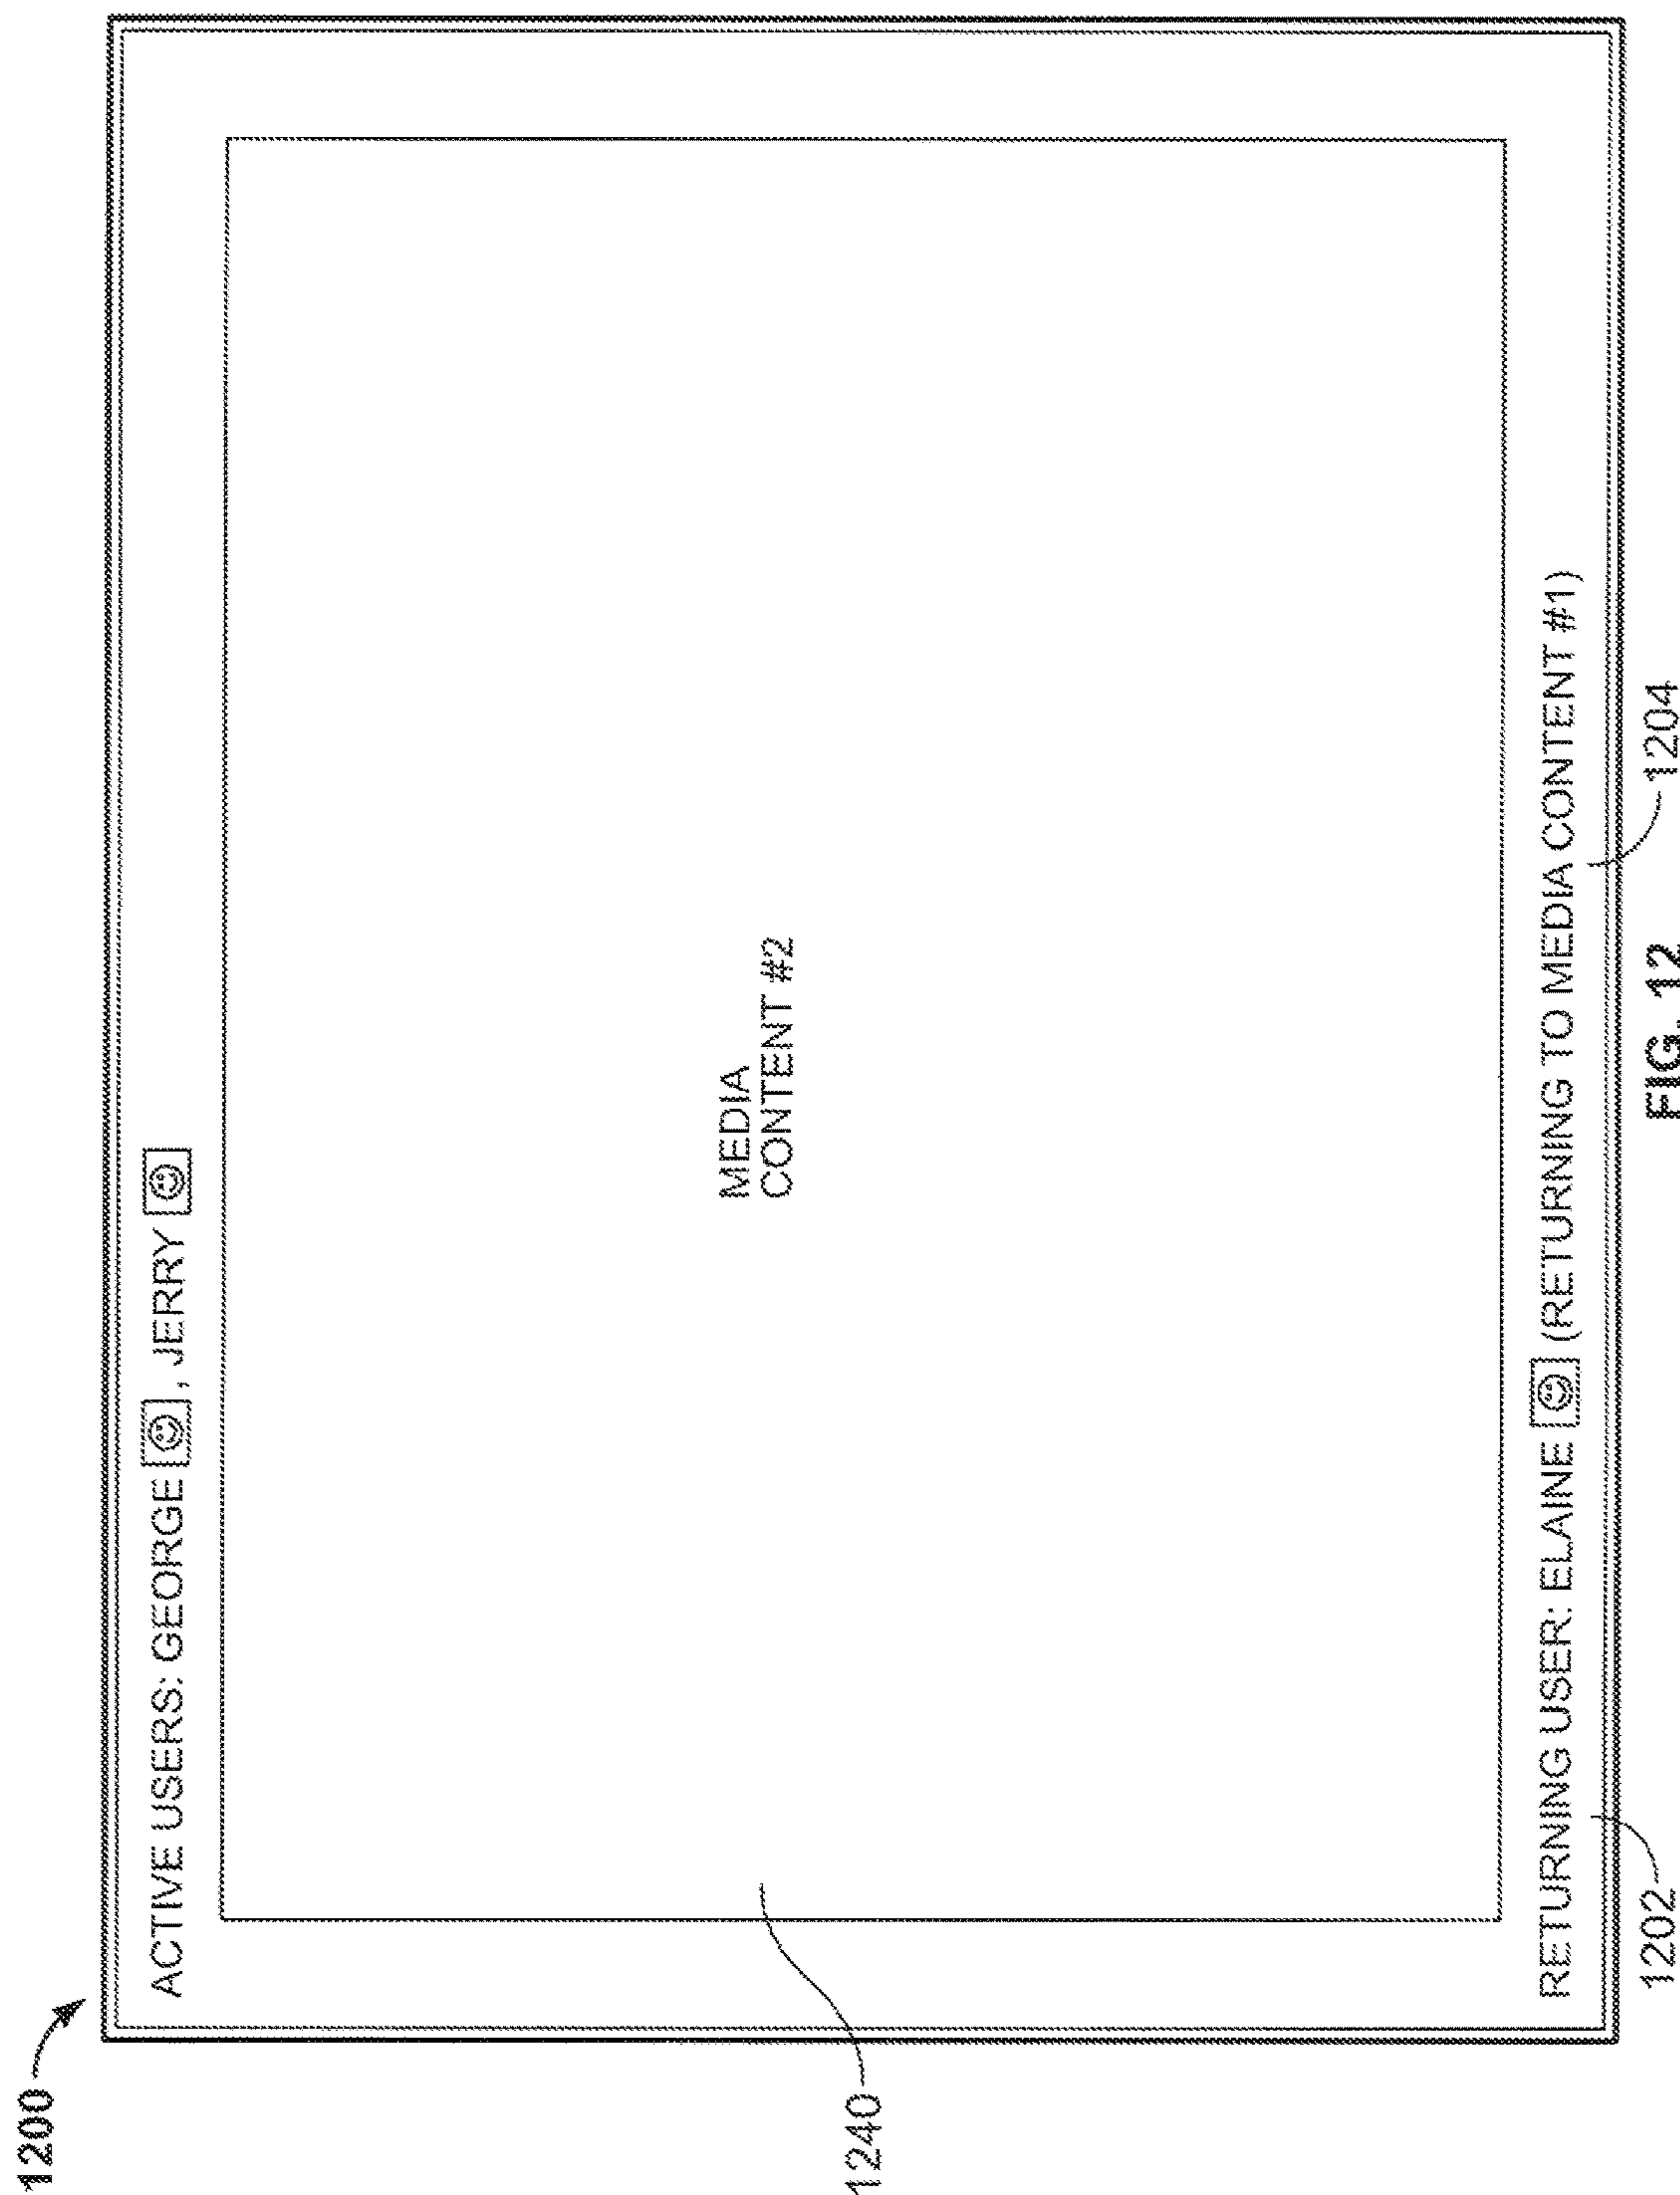 1200
ACTIVE USERS: GEORGE ☺, JERRY ☺
MEDIA
CONTENT #2
1240
RETURNING USER: ELAINE ☺ (RETURNING TO MEDIA CONTENT #1)
1202
1204
FIG. 12